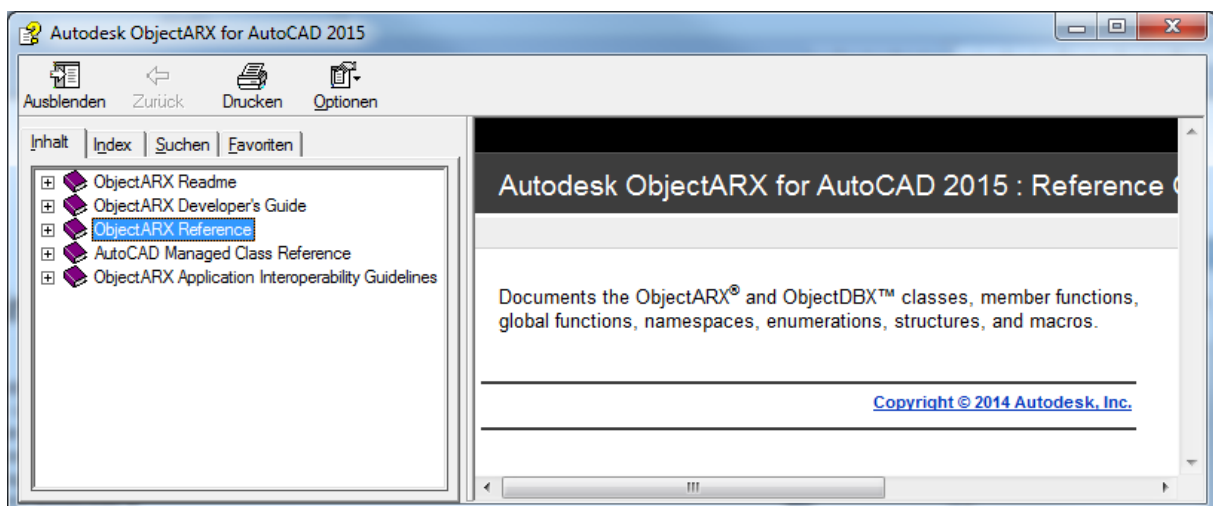 Autodesk ObjectARX for AutoCAD 2015
Ausblenden Zurück Drucken Optionen
Inhalt Index Suchen Favoriten
ObjectARX Readme
ObjectARX Developer's Guide
ObjectARX Reference
AutoCAD Managed Class Reference
ObjectARX Application Interoperability Guidelines
Autodesk ObjectARX for AutoCAD 2015 : Reference
Documents the ObjectARX® and ObjectDBX™ classes, member functions,
global functions, namespaces, enumerations, structures, and macros.
Copyright © 2014 Autodesk, Inc.